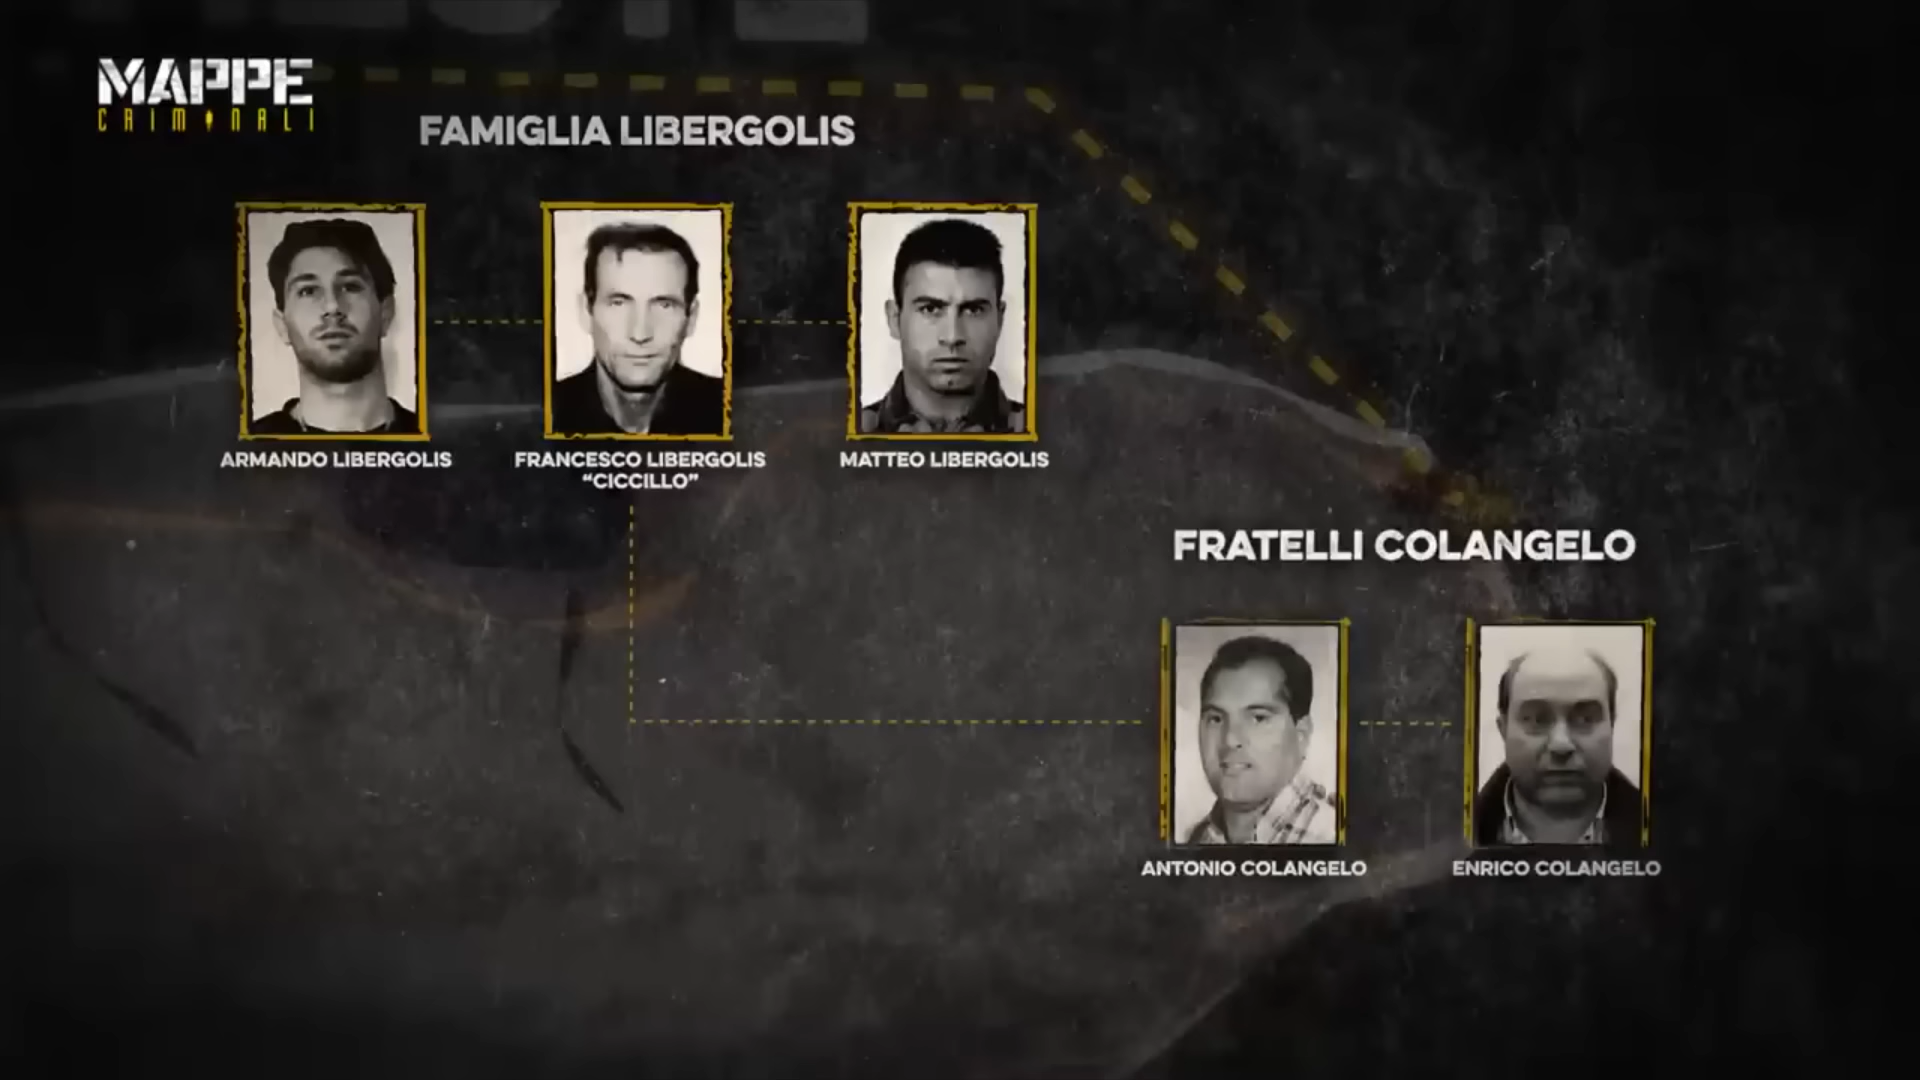 MAPPE
CRIMINALI
FAMIGLIA LIBERGOLIS
ARMANDO LIBERGOLIS
FRANCESCO LIBERGOLIS
“CICCILLO”
MATTEO LIBERGOLIS
FRATELLI COLANGELO
ANTONIO COLANGELO
ENRICO COLANGELO